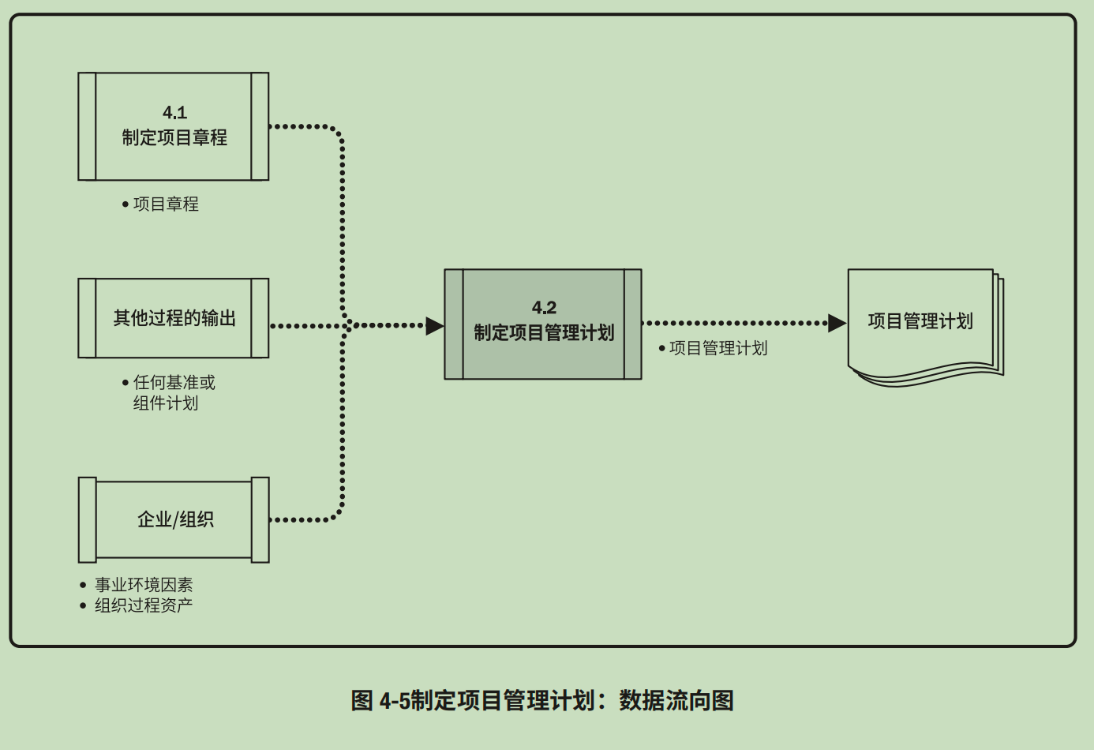 4.1
制定项目章程
• 项目章程
其他过程的输出
• 任何基准或
组件计划
企业/组织
• 事业环境因素
• 组织过程资产
4.2
制定项目管理计划
• 项目管理计划
项目管理计划
图 4-5制定项目管理计划：数据流向图